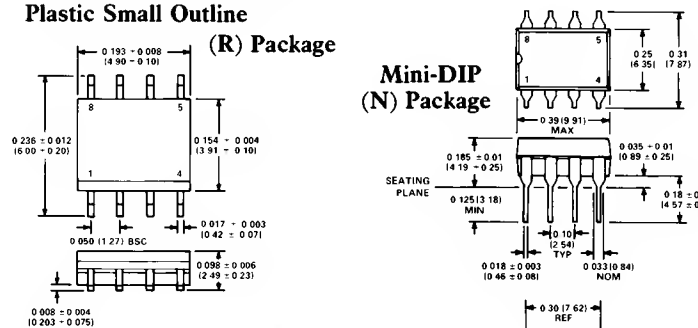 Plastic Small Outline
(R) Package
0.193 ÷ 0.008
(4.90 ÷ 0.10)
8 5
1 4
0.236 ± 0.012
(6.00 ÷ 0.20)
0.154 ÷ 0.004
(3.91 ÷ 0.10)
0.017 ÷ 0.003
(0.42 ÷ 0.07)
0.050 (1.27) BSC
0.098 ± 0.006
(2.49 ± 0.23)
0.008 ± 0.004
(0.203 ÷ 0.075)
Mini-DIP
(N) Package
8 5
1 4
0.25
(6.35)
0.31
(7.87)
0.39 (9.91)
MAX
0.185 ± 0.01
(4.19 ÷ 0.25)
0.035 ÷ 0.01
(0.89 ± 0.25)
SEATING
PLANE
0.125 (3.18)
MIN
0.18 ± 0
(4.57 ± 0
0.10
(2.54)
TYP
0.018 ± 0.003
(0.46 ± 0.08)
0.033 (0.84)
NOM
0.30 (7.62)
REF